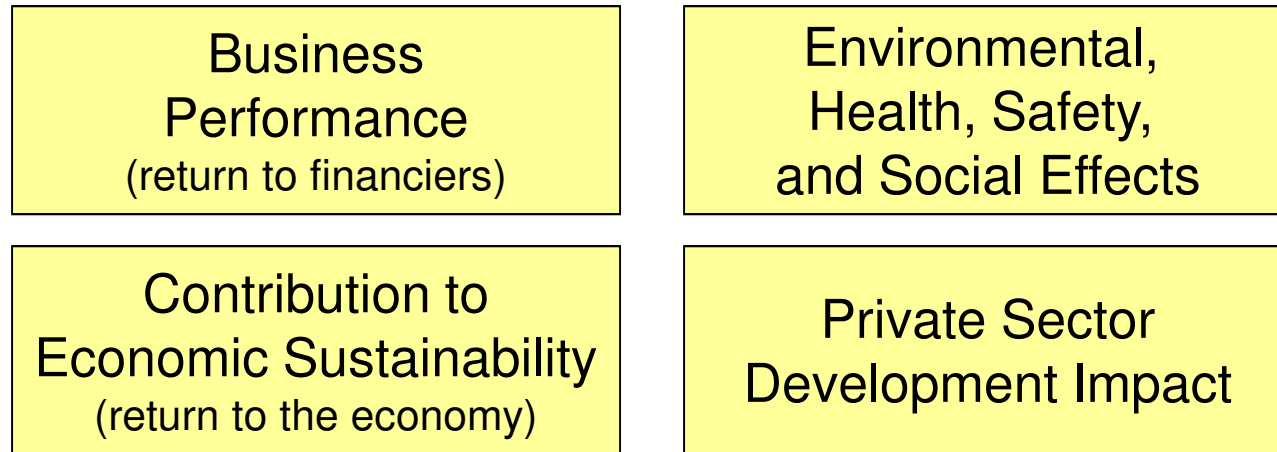 Business
Performance
(return to financiers)
Environmental,
Health, Safety,
and Social Effects
Contribution to
Economic Sustainability
(return to the economy)
Private Sector
Development Impact